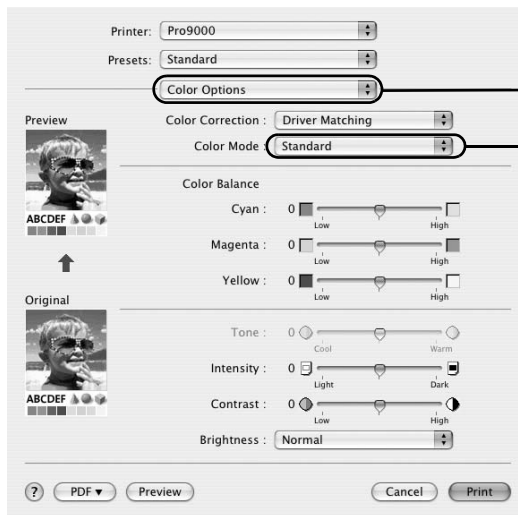 Printer: Pro9000
Presets: Standard
Color Options
Preview
Color Correction : Driver Matching
Color Mode : Standard
ABCDEF
Color Balance
Cyan : 0
Low High
Magenta : 0
Low High
Yellow : 0
Low High
Original
ABCDEF
Tone : 0
Cool Warm
Intensity : 0
Light Dark
Contrast : 0
Low High
Brightness : Normal
? PDF ▼ Preview Cancel Print